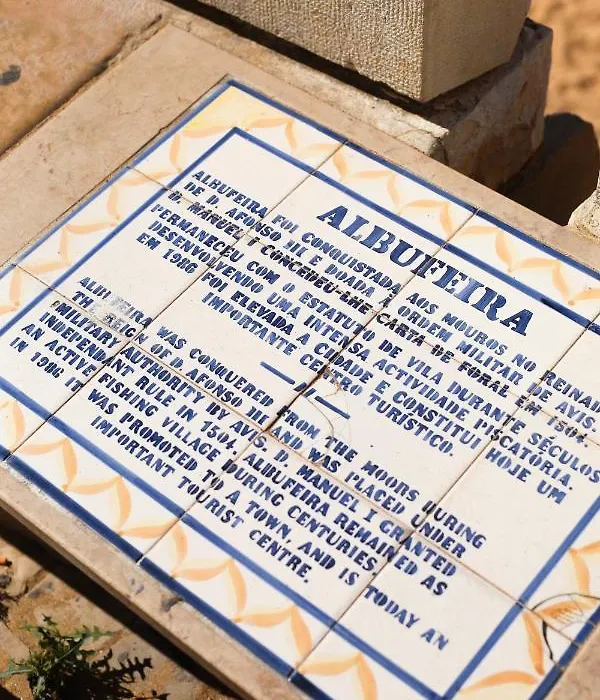 ALBUFEIRA
ALBUFEIRA FOI CONQUISTADA AOS MOUROS NO REINADO
DE D. AFONSO III E DOADA À ORDEM MILITAR DE AVIS.
D. MANUEL I CONCEDEU-LHE CARTA DE FORAL EM 1504.
PERMANECEU COM O ESTATUTO DE VILA DURANTE SÉCULOS
DESENVOLVENDO UMA INTENSA ACTIVIDADE PISCATÓRIA.
EM 1986 FOI ELEVADA A CIDADE E CONSTITUI HOJE UM
IMPORTANTE CENTRO TURÍSTICO.
ALBUFEIRA WAS CONQUERED FROM THE MOORS DURING
THE REIGN OF D. AFONSO III AND WAS PLACED UNDER
MILITARY AUTHORITY BY AVIS. D. MANUEL I GRANTED
INDEPENDENT RULE IN 1504. ALBUFEIRA REMAINED AS
AN ACTIVE FISHING VILLAGE DURING CENTURIES.
IN 1986 IT WAS PROMOTED TO A TOWN, AND IS TODAY AN
IMPORTANT TOURIST CENTRE.